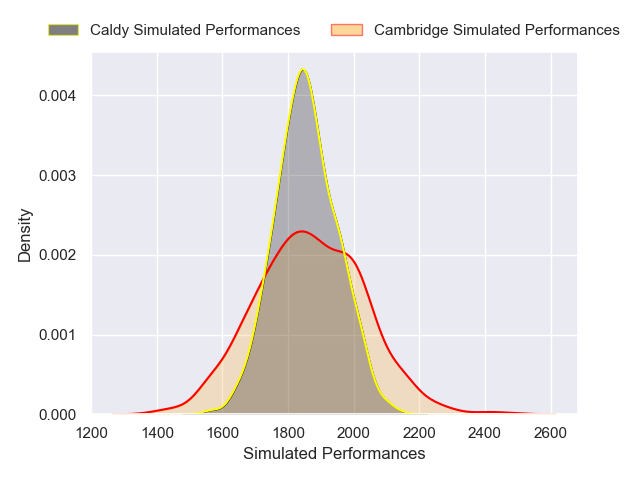 Caldy Simulated Performances Cambridge Simulated Performances
0.004
0.003
0.002
0.001
0.000
Density
1200 1400 1600 1800 2000 2200 2400 2600
Simulated Performances